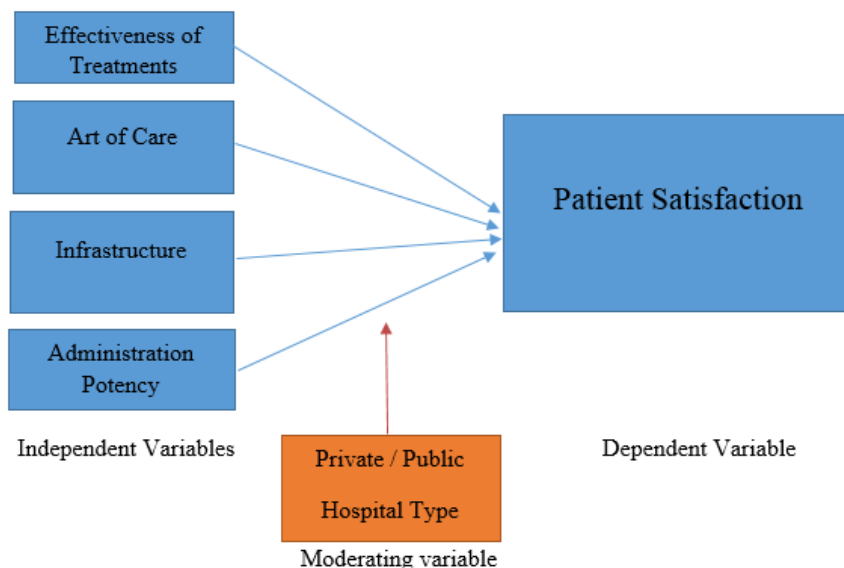 Effectiveness of
Treatments
Art of Care
Infrastructure
Administration
Potency
Independent Variables
Patient Satisfaction
Dependent Variable
Private / Public
Hospital Type
Moderating variable